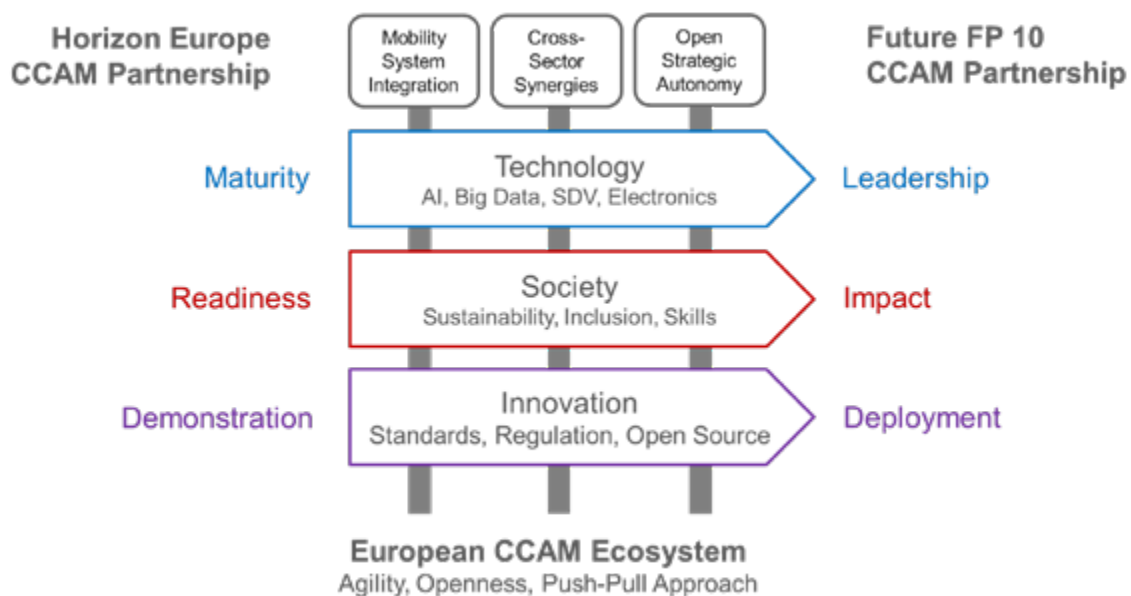 Horizon Europe
CCAM Partnership
Mobility
System
Integration
Cross-
Sector
Synergies
Open
Strategic
Autonomy
Future FP 10
CCAM Partnership
Maturity
Technology
AI, Big Data, SDV, Electronics
Leadership
Readiness
Society
Sustainability, Inclusion, Skills
Impact
Demonstration
Innovation
Standards, Regulation, Open Source
Deployment
European CCAM Ecosystem
Agility, Openness, Push-Pull Approach